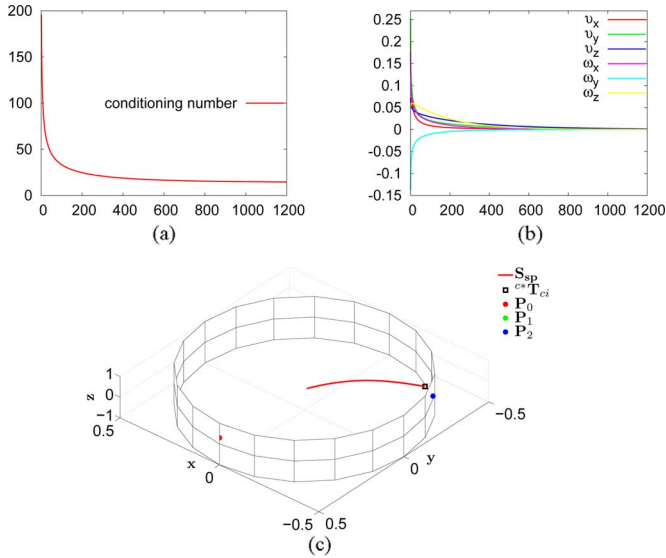 200
150
100
50
0
conditioning number
0 200 400 600 800 1000 1200
(a)
0.25
0.2
0.15
0.1
0.05
0
0.05
0.1
0.15
υx
υy
υz
ωx
ωy
ωz
0 200 400 600 800 1000 1200
(b)
Ssp
c*Tci
P0
P1
P2
z
1
0
−1
0.5
x
0
−0.5
0.5
y
0
−0.5
(c)